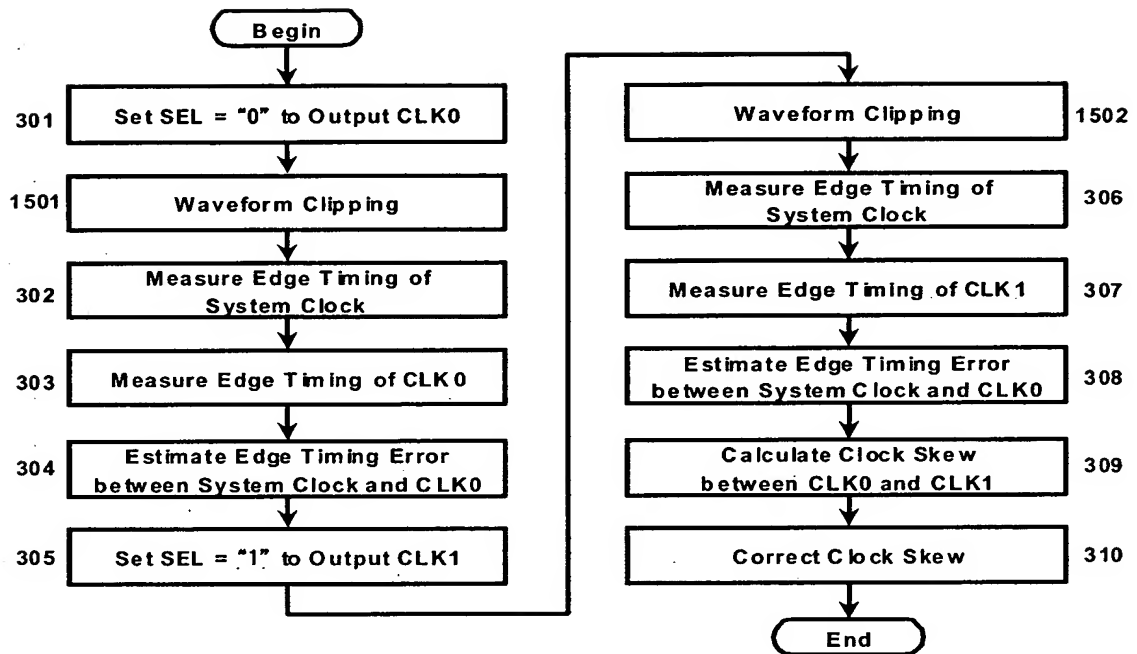 Begin
301
Set SEL = "0" to Output CLK0
1501
Waveform Clipping
302
Measure Edge Timing of
System Clock
303
Measure Edge Timing of CLK0
304
Estimate Edge Timing Error
between System Clock and CLK0
305
Set SEL = "1" to Output CLK1
Waveform Clipping
1502
Measure Edge Timing of
System Clock
306
Measure Edge Timing of CLK1
307
Estimate Edge Timing Error
between System Clock and CLK0
308
Calculate Clock Skew
between CLK0 and CLK1
309
Correct Clock Skew
310
End